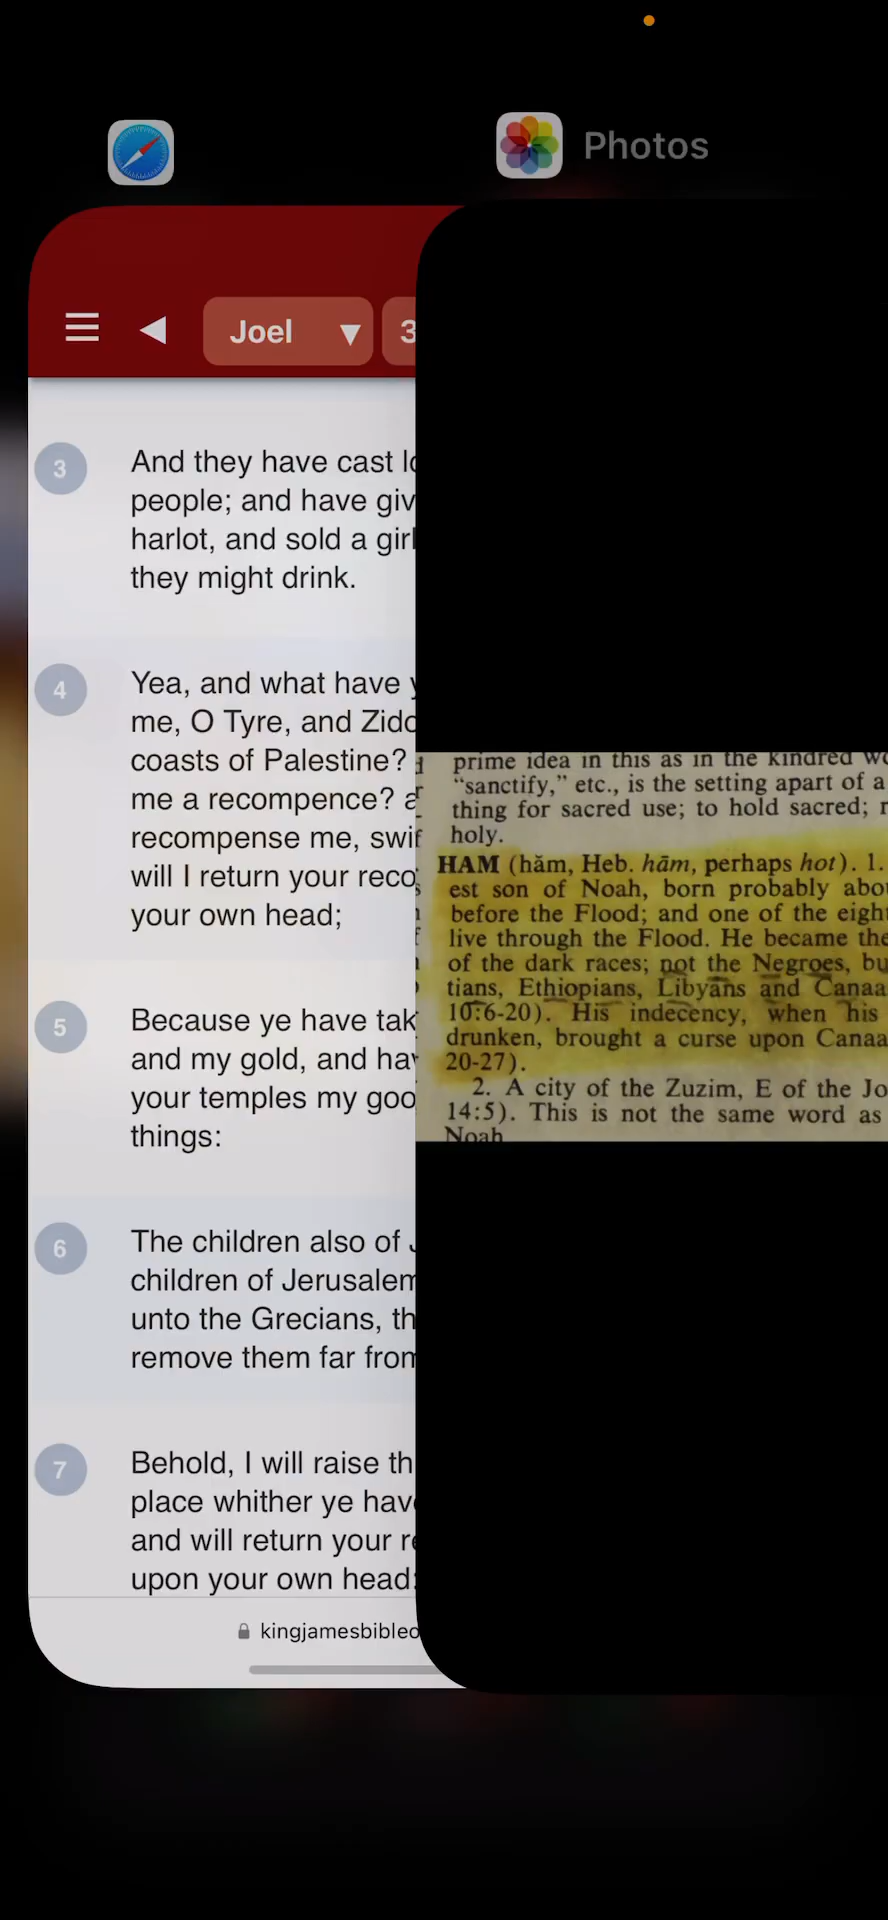 Photos
Joel
3
3
And they have cast
people; and have giv
harlot, and sold a girl
they might drink.
4
Yea, and what have
me, O Tyre, and Zido
coasts of Palestine?
me a recompence?
recompense me, swif
will I return your reco
your own head;
5
Because ye have tak
and my gold, and hav
your temples my goo
things:
6
The children also of
children of Jerusalem
unto the Grecians, th
remove them far from
7
Behold, I will raise th
place whither ye have
and will return your re
upon your own head:
kingjamesbibleo
prime idea in this as in the kindred wo
"sanctify," etc., is the setting apart of a
thing for sacred use; to hold sacred; r
holy.
HAM (hăm, Heb. hām, perhaps hot). 1.
est son of Noah, born probably abou
before the Flood; and one of the eight
live through the Flood. He became the
of the dark races; not the Negroes, bu
tians, Ethiopians, Libyans and Canaa
10:6-20). His indecency, when his
drunken, brought a curse upon Canaa
20-27).
2. A city of the Zuzim, E of the Jo
14:5). This is not the same word as
Noah